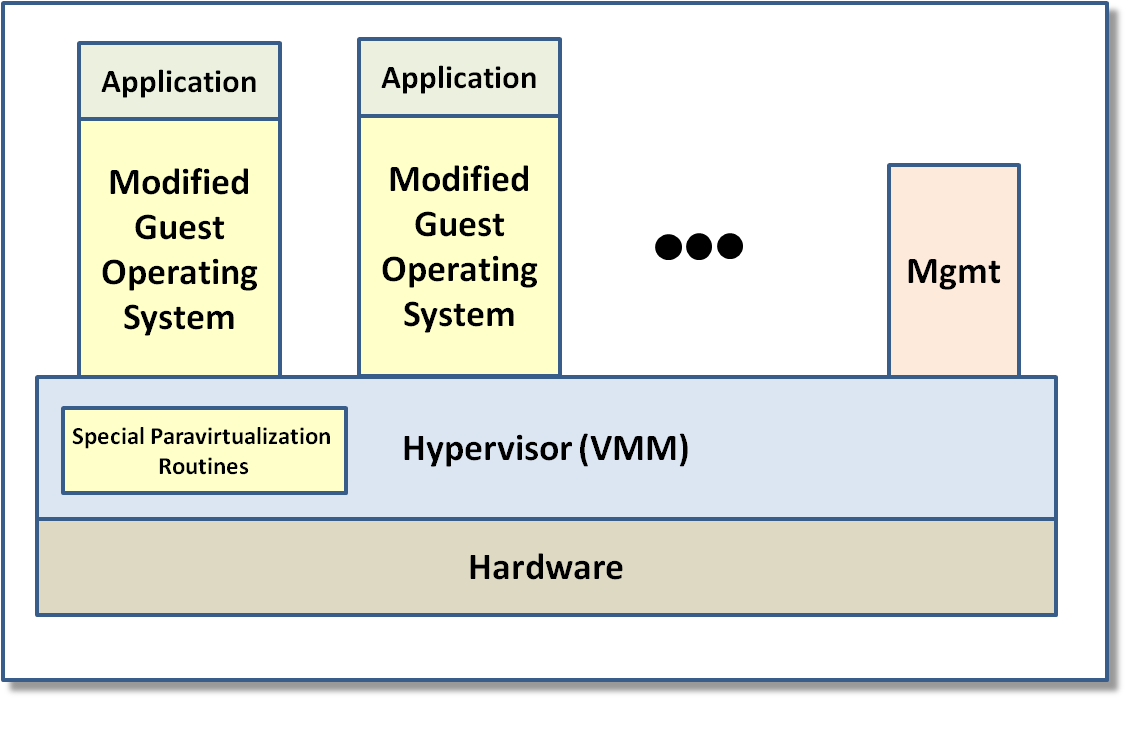 Application
Modified
Guest
Operating
System
Application
Modified
Guest
Operating
System
Mgmt
Special Paravirtualization
Routines
Hypervisor (VMM)
Hardware